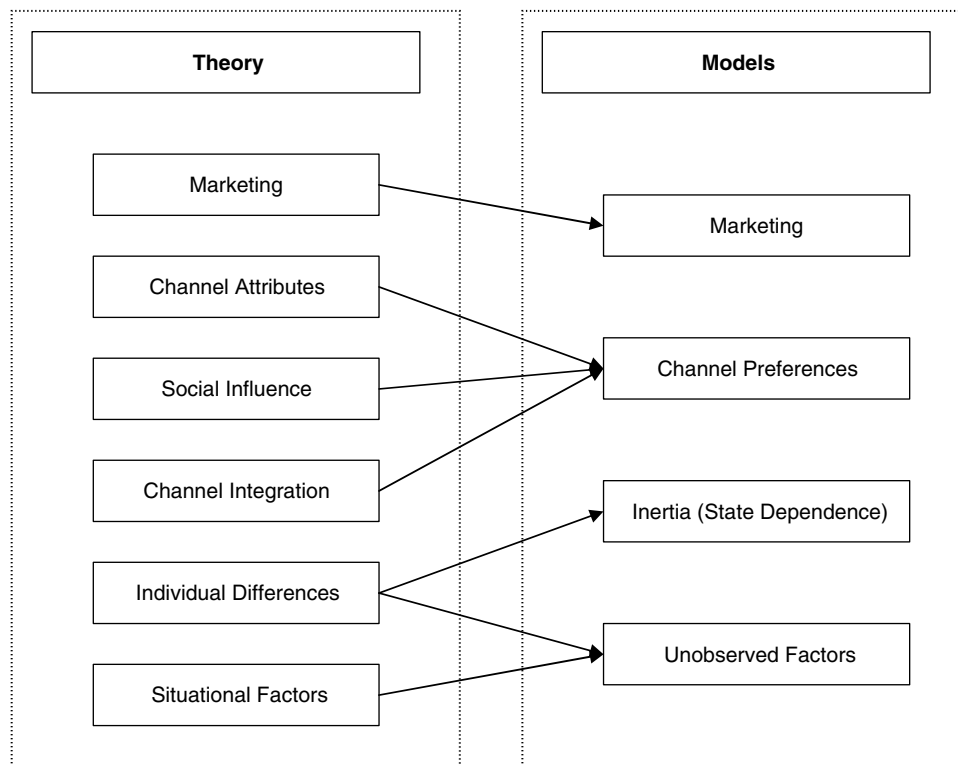 Theory
Marketing
Channel Attributes
Social Influence
Channel Integration
Individual Differences
Situational Factors
Models
Marketing
Channel Preferences
Inertia (State Dependence)
Unobserved Factors